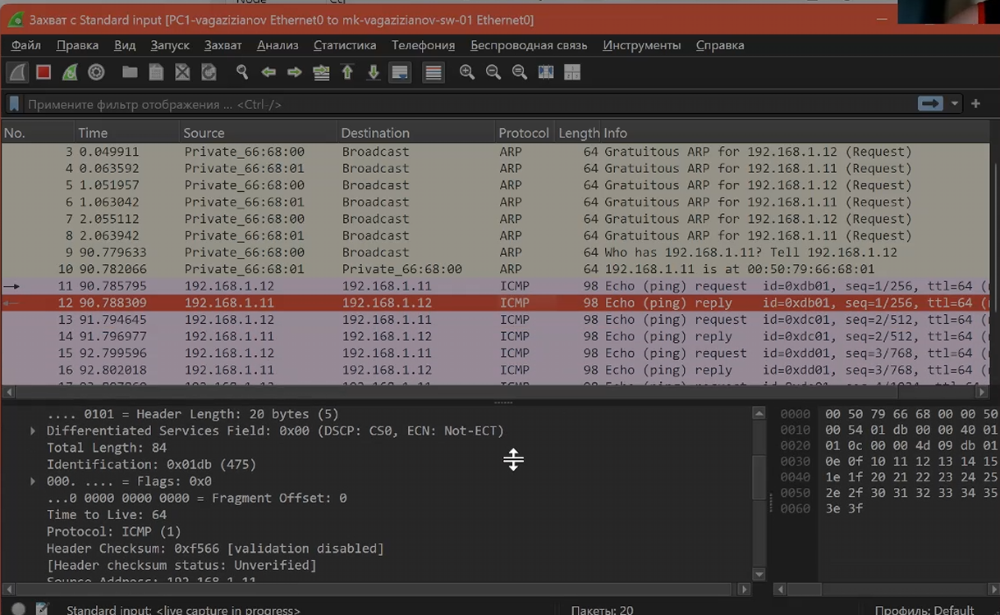 Захват с Standard input [PC1-vagazizianov Ethernet0 to mk-vagazizianov-sw-01 Ethernet0]
Файл Правка Вид Запуск Захват Анализ Статистика Телефония Беспроводная связь Инструменты Справка
Примените фильтр отображения ... <Ctrl-/>
No. Time Source Destination Protocol Length Info
3 0.049911 Private_66:68:00 Broadcast ARP 64 Gratuitous ARP for 192.168.1.12 (Request)
4 0.063592 Private_66:68:01 Broadcast ARP 64 Gratuitous ARP for 192.168.1.11 (Request)
5 1.051957 Private_66:68:00 Broadcast ARP 64 Gratuitous ARP for 192.168.1.12 (Request)
6 1.063042 Private_66:68:01 Broadcast ARP 64 Gratuitous ARP for 192.168.1.11 (Request)
7 2.055112 Private_66:68:00 Broadcast ARP 64 Gratuitous ARP for 192.168.1.12 (Request)
8 2.063942 Private_66:68:01 Broadcast ARP 64 Gratuitous ARP for 192.168.1.11 (Request)
9 90.779633 Private_66:68:00 Broadcast ARP 64 Who has 192.168.1.11? Tell 192.168.1.12
10 90.782066 Private_66:68:01 Private_66:68:00 ARP 64 192.168.1.11 is at 00:50:79:66:68:01
11 90.785795 192.168.1.12 192.168.1.11 ICMP 98 Echo (ping) request id=0xdb01, seq=1/256, ttl=64 (
12 90.788309 192.168.1.11 192.168.1.12 ICMP 98 Echo (ping) reply id=0xdb01, seq=1/256, ttl=64 (
13 91.794645 192.168.1.12 192.168.1.11 ICMP 98 Echo (ping) request id=0xdc01, seq=2/512, ttl=64 (
14 91.796977 192.168.1.11 192.168.1.12 ICMP 98 Echo (ping) reply id=0xdc01, seq=2/512, ttl=64 (
15 92.799596 192.168.1.12 192.168.1.11 ICMP 98 Echo (ping) request id=0xdd01, seq=3/768, ttl=64 (
16 92.802018 192.168.1.11 192.168.1.12 ICMP 98 Echo (ping) reply id=0xdd01, seq=3/768, ttl=64 (
.... 0101 = Header Length: 20 bytes (5)
Differentiated Services Field: 0x00 (DSCP: CS0, ECN: Not-ECT)
Total Length: 84
Identification: 0x01db (475)
000. .... = Flags: 0x0
...0 0000 0000 0000 = Fragment Offset: 0
Time to Live: 64
Protocol: ICMP (1)
Header Checksum: 0xf566 [validation disabled]
[Header checksum status: Unverified]
Source Address: 192.168.1.11
0000 00 50 79 66 68 00 00 50
0010 00 54 01 db 00 00 40 01
0020 01 0c 00 00 4d 09 db 01
0030 0e 0f 10 11 12 13 14 15
0040 1e 1f 20 21 22 23 24 25
0050 2e 2f 30 31 32 33 34 35
0060 3e 3f
Standard input: <live capture in progress> Пакеты: 20 Профиль: Default